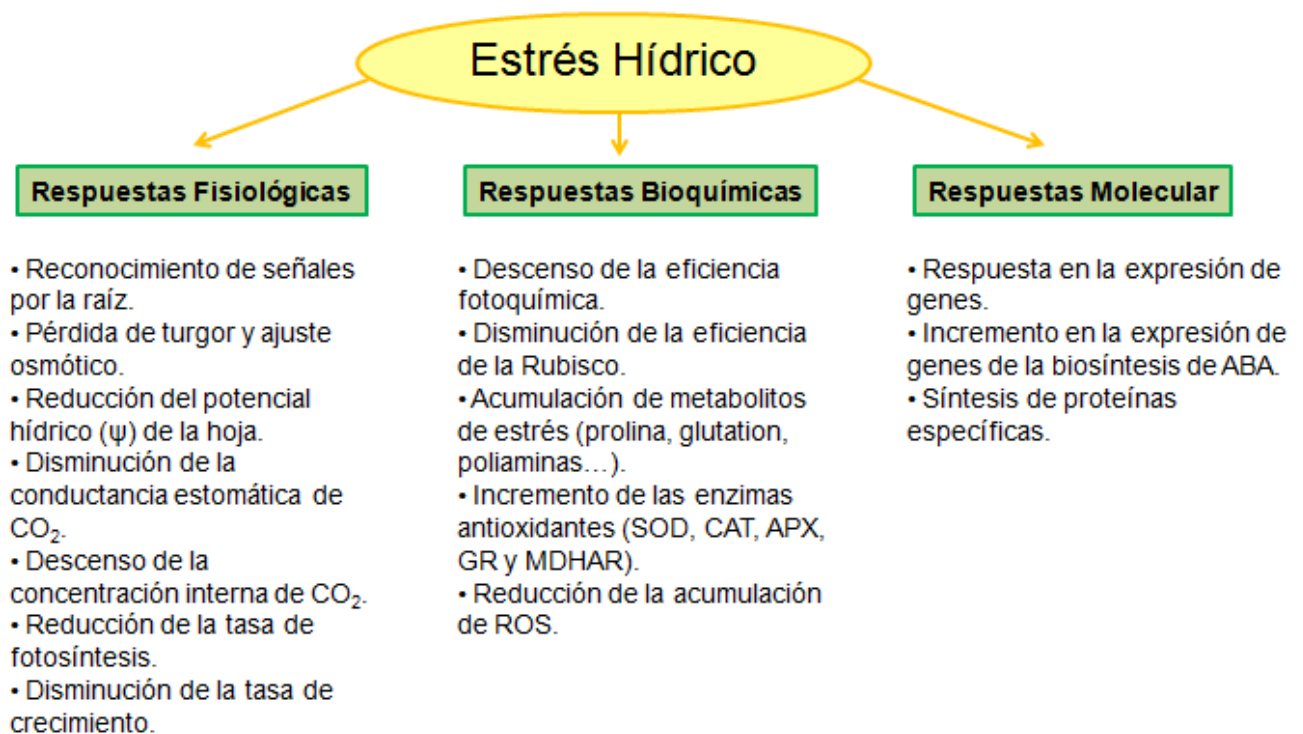 Estrés Hídrico
Respuestas Fisiológicas
• Reconocimiento de señales
por la raíz.
• Pérdida de turgor y ajuste
osmótico.
• Reducción del potencial
hídrico (ψ) de la hoja.
• Disminución de la
conductancia estomática de
CO₂.
• Descenso de la
concentración interna de CO₂.
• Reducción de la tasa de
fotosíntesis.
• Disminución de la tasa de
crecimiento.
Respuestas Bioquímicas
• Descenso de la eficiencia
fotoquímica.
• Disminución de la eficiencia
de la Rubisco.
• Acumulación de metabolitos
de estrés (prolina, glutation,
poliaminas…).
• Incremento de las enzimas
antioxidantes (SOD, CAT, APX,
GR y MDHAR).
• Reducción de la acumulación
de ROS.
Respuestas Molecular
• Respuesta en la expresión de
genes.
• Incremento en la expresión de
genes de la biosíntesis de ABA.
• Síntesis de proteínas
específicas.